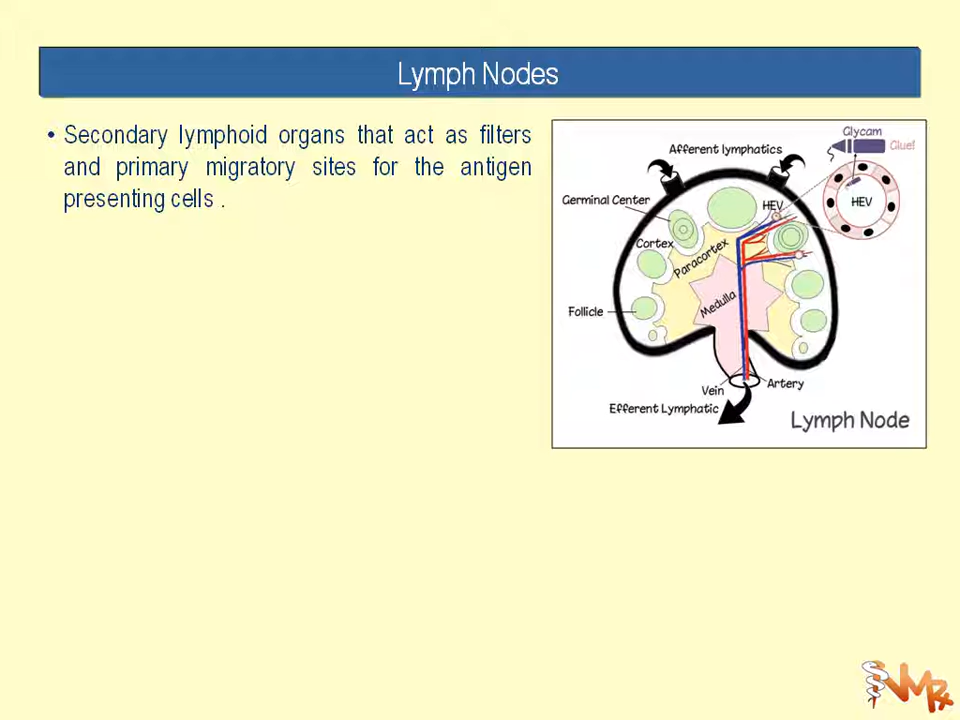 Lymph Nodes
• Secondary lymphoid organs that act as filters
and primary migratory sites for the antigen
presenting cells .
Glycam
Glue!
Afferent lymphatics
Germinal Center
HEV
HEV
Cortex
Paracortex
Medulla
Follicle
Vein
Artery
Efferent Lymphatic
Lymph Node
VMRx